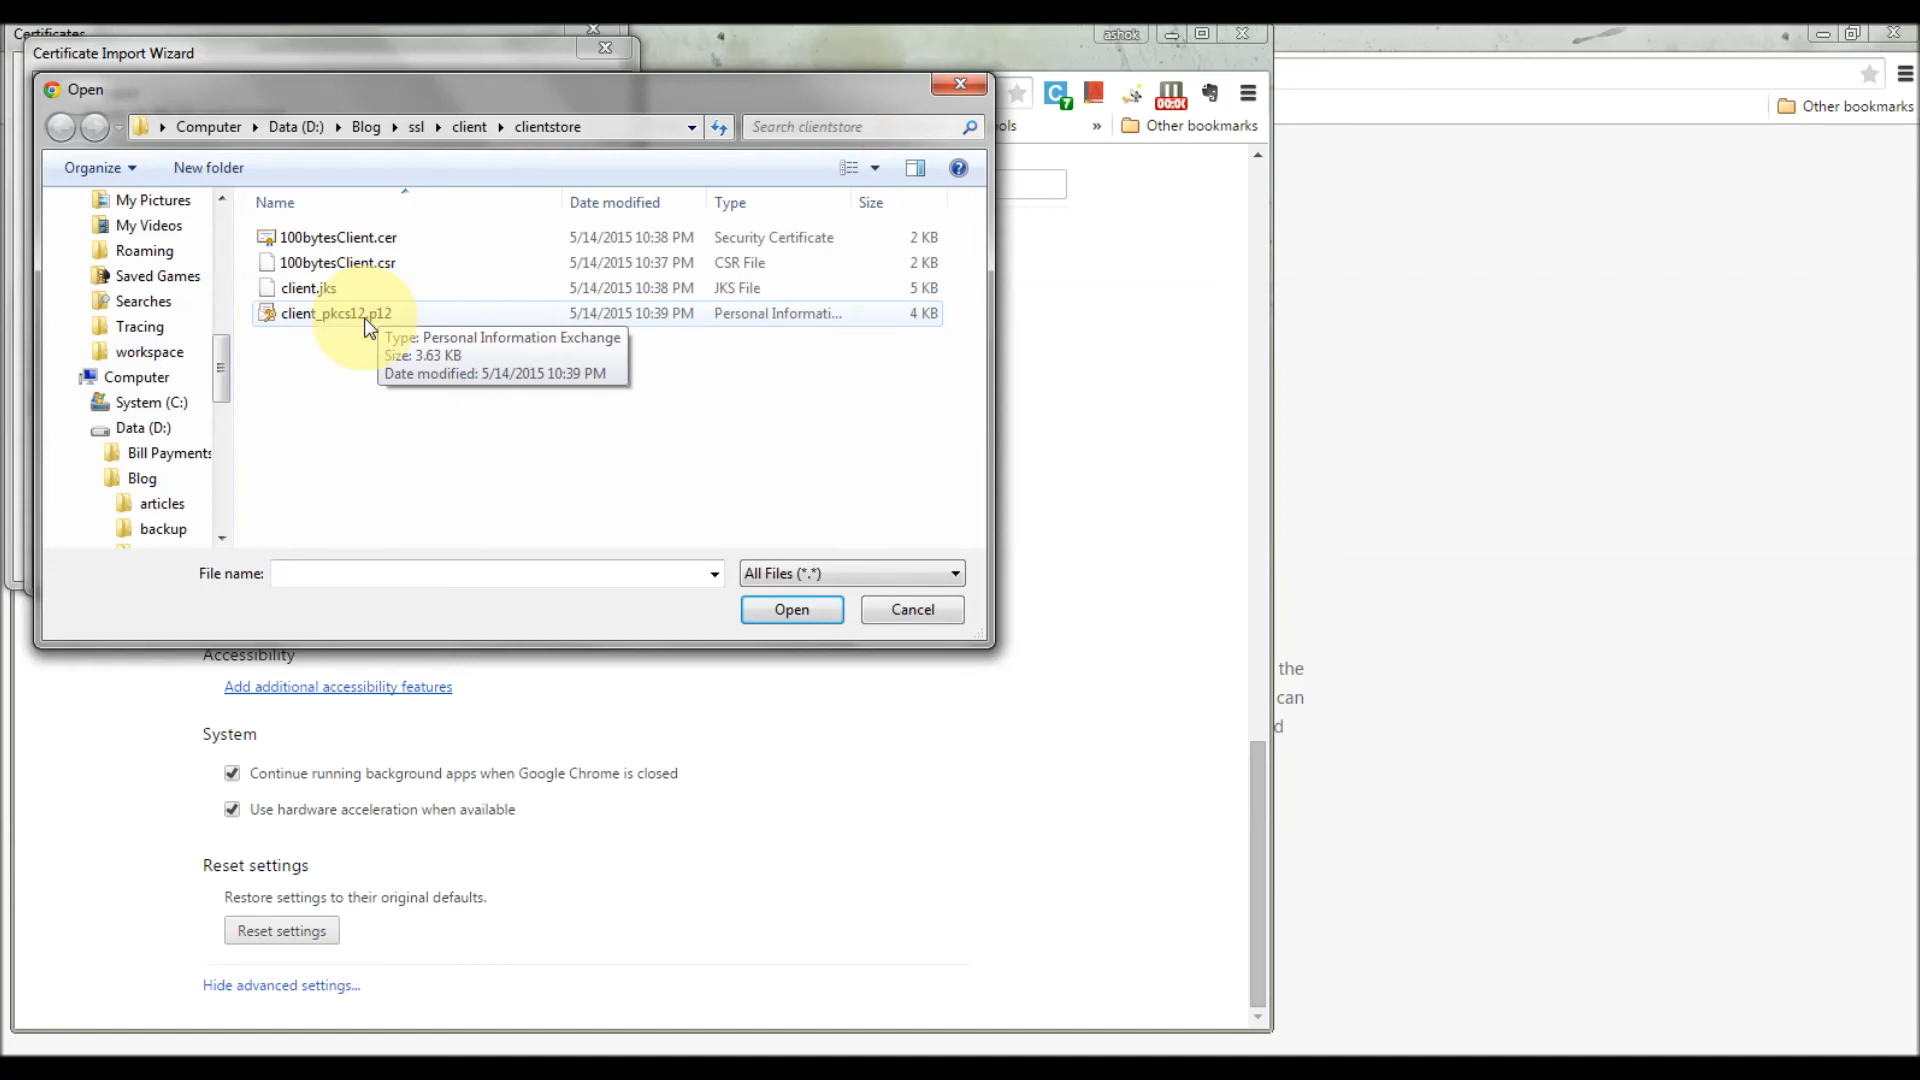 Certificates
Certificate Import Wizard
ashok
Open
Computer Data (D:) Blog ssl client clientstore
Search clientstore
7
00:0(
ols
»
Other bookmarks
Other bookmarks
Organize
New folder
Name
Date modified
Type
Size
My Pictures
My Videos
Roaming
Saved Games
Searches
Tracing
workspace
Computer
System (C:)
Data (D:)
Bill Payments
Blog
articles
backup
100bytesClient.cer 5/14/2015 10:38 PM Security Certificate 2 KB
100bytesClient.csr 5/14/2015 10:37 PM CSR File 2 KB
client.jks 5/14/2015 10:38 PM JKS File 5 KB
client_pkcs12.p12 5/14/2015 10:39 PM Personal Informati... 4 KB
Type: Personal Information Exchange
Size: 3.63 KB
Date modified: 5/14/2015 10:39 PM
File name:
All Files (*.*)
Open
Cancel
Accessibility
Add additional accessibility features
System
Continue running background apps when Google Chrome is closed
Use hardware acceleration when available
Reset settings
Restore settings to their original defaults.
Reset settings
Hide advanced settings...
the
can
d